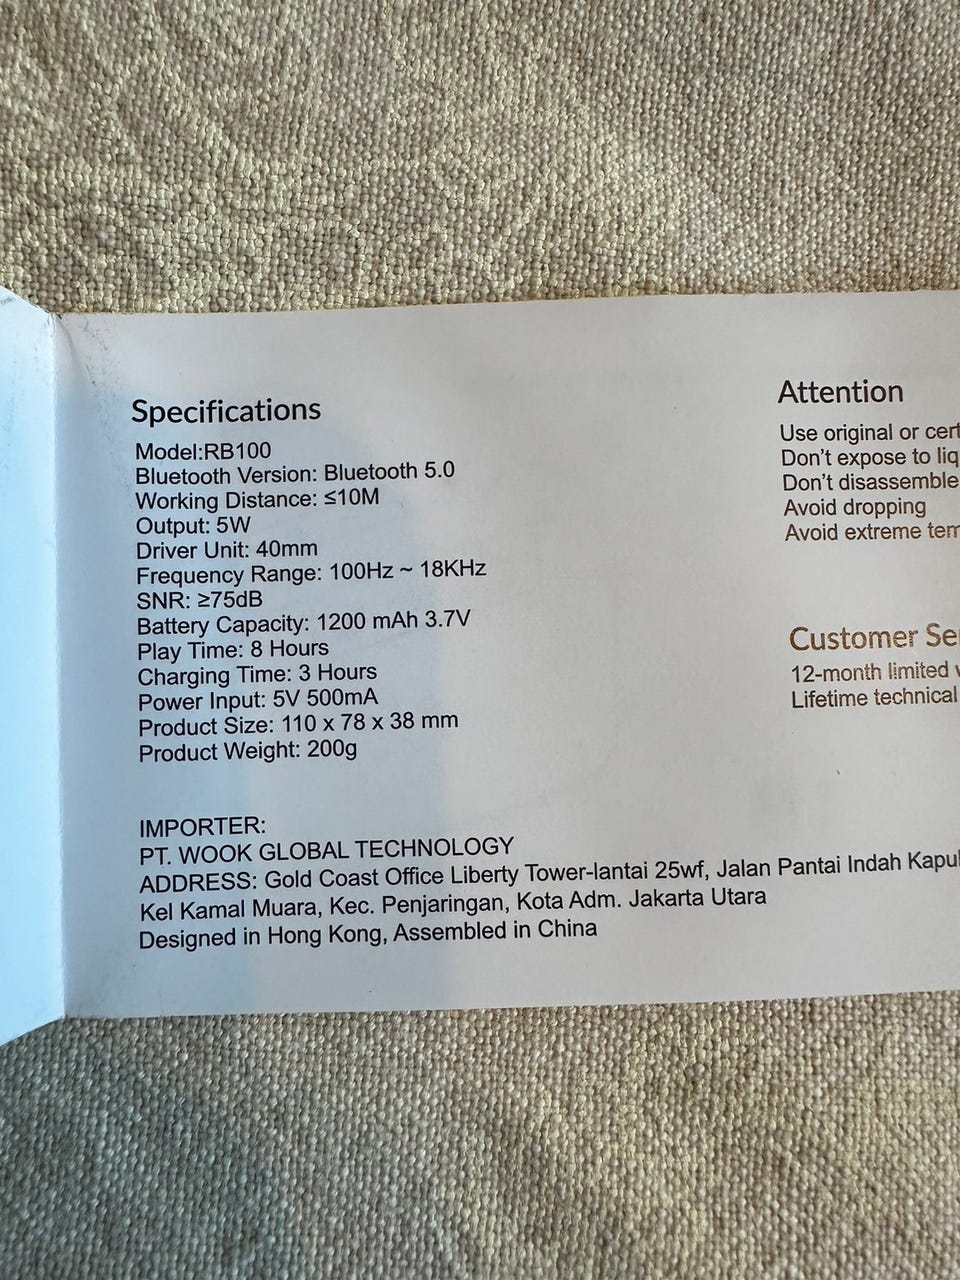 Specifications
Model:RB100
Bluetooth Version: Bluetooth 5.0
Working Distance: ≤10M
Output: 5W
Driver Unit: 40mm
Frequency Range: 100Hz ~ 18KHz
SNR: ≥75dB
Battery Capacity: 1200 mAh 3.7V
Play Time: 8 Hours
Charging Time: 3 Hours
Power Input: 5V 500mA
Product Size: 110 x 78 x 38 mm
Product Weight: 200g
IMPORTER:
PT. WOOK GLOBAL TECHNOLOGY
ADDRESS: Gold Coast Office Liberty Tower-lantai 25wf, Jalan Pantai Indah
Kel Kamal Muara, Kec. Penjaringan, Kota Adm. Jakarta Utara
Designed in Hong Kong, Assembled in China
Attention
Use original or
Don't expose to
Don't disassemble
Avoid dropping
Avoid extreme
Customer
12-month limited
Lifetime technical